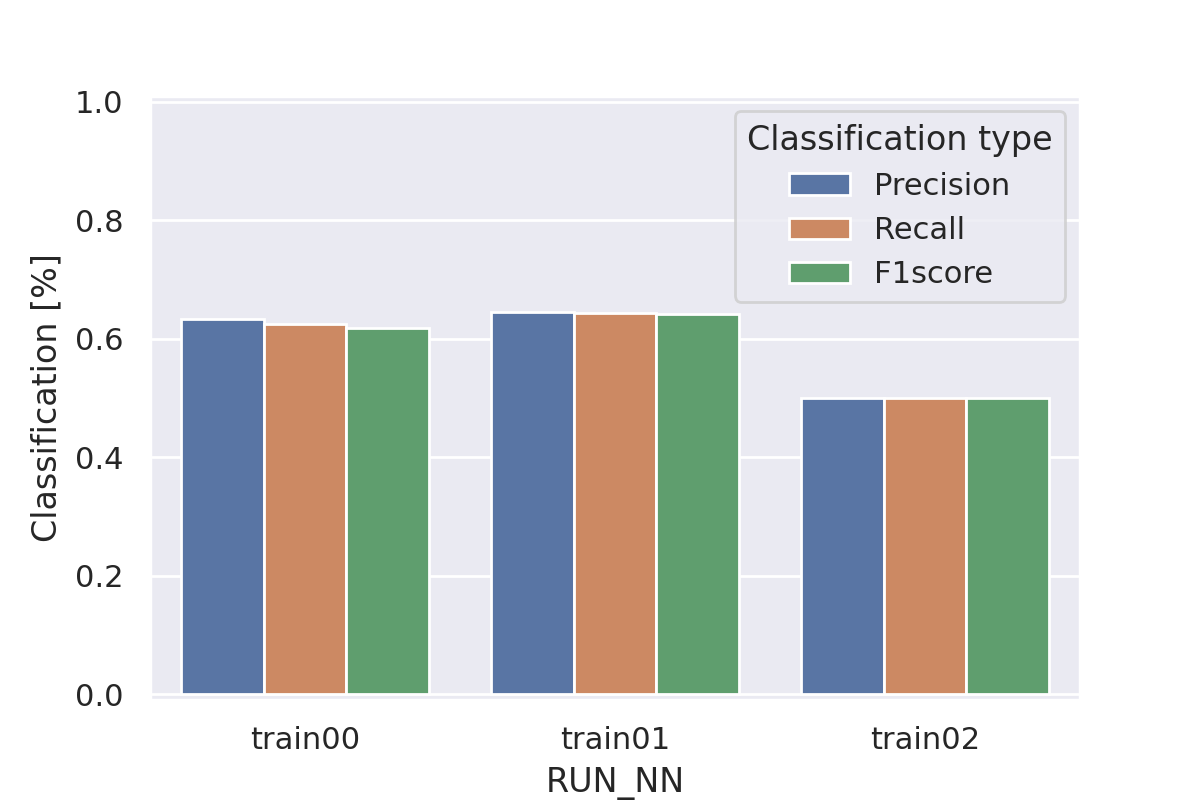 1.0
0.8
0.6
0.4
0.2
0.0
Classification [%]
Classification type
Precision
Recall
F1score
train00
train01
train02
RUN_NN